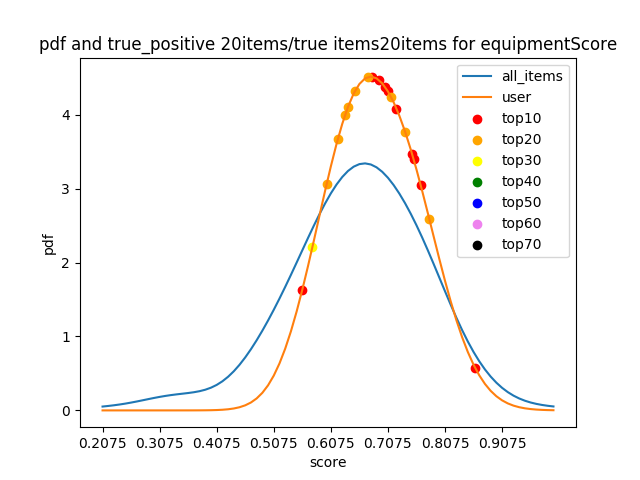 pdf and true_positive 20items/true items20items for equipmentScore
all_items
user
top10
top20
top30
top40
top50
top60
top70
pdf
4
3
2
1
0
0.2075 0.3075 0.4075 0.5075 0.6075 0.7075 0.8075 0.9075
score